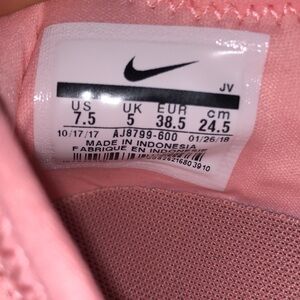 JV
US UK EUR cm
7.5 5 38.5 24.5
10/17/17 AJ8799-600 01/26/18
MADE IN INDONESIA
FABRIQUE EN INDONESIE